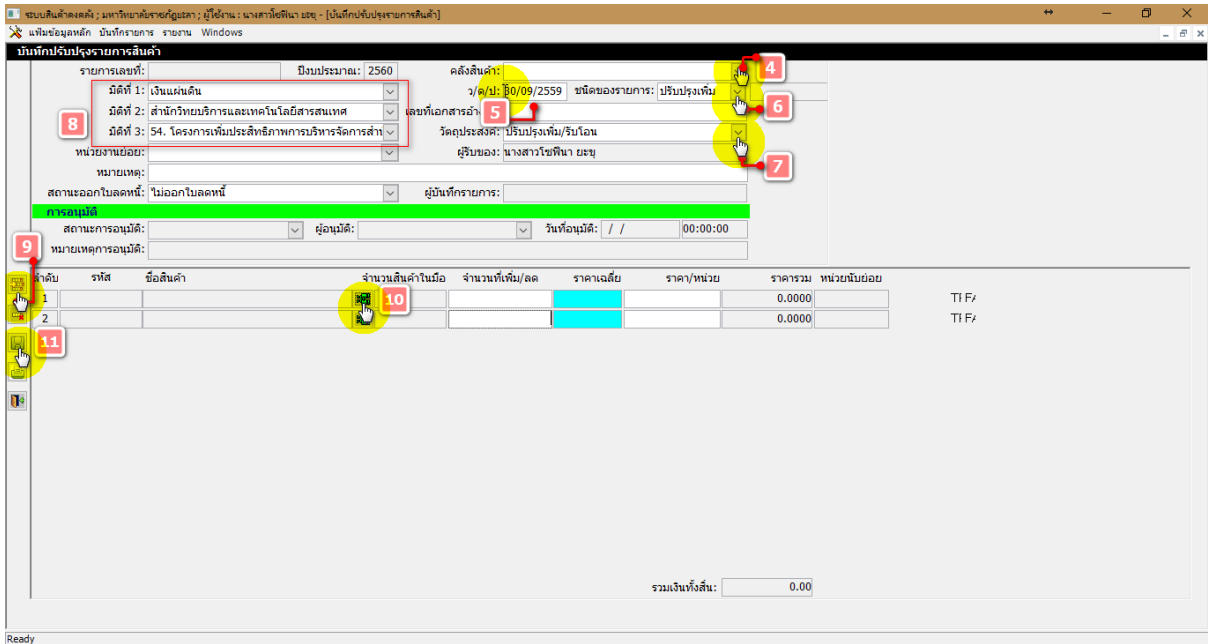 ระบบสินค้าคงคลัง ; มหาวิทยาลัยราชภัฏยะลา ; ผู้ใช้งาน : นางสาวโซฟีนา ยะขุ - [บันทึกปรับปรุงรายการสินค้า]
แฟ้มข้อมูลหลัก บันทึกรายการ รายงาน Windows
บันทึกปรับปรุงรายการสินค้า
รายการเลขที่: ปีงบประมาณ: 2560 คลังสินค้า: 4
มิติที่ 1: เงินแผ่นดิน ว/ด/ป: 30/09/2559 ชนิดของรายการ: ปรับปรุงเพิ่ม
8 มิติที่ 2: สำนักวิทยบริการและเทคโนโลยีสารสนเทศ เลขที่เอกสารอ้าง 5 6
มิติที่ 3: 54. โครงการเพิ่มประสิทธิภาพการบริหารจัดการสำน วัตถุประสงค์: ปรับปรุงเพิ่ม/รับโอน
หน่วยงานย่อย: ผู้รับของ: นางสาวโซฟีนา ยะขุ 7
หมายเหตุ:
สถานะออกใบลดหนี้: ไม่ออกใบลดหนี้ ผู้บันทึกรายการ:
การอนุมัติ
สถานะการอนุมัติ: ผู้อนุมัติ: วันที่อนุมัติ: / / 00:00:00
9 หมายเหตุการอนุมัติ:
ลำดับ รหัส ชื่อสินค้า จำนวนสินค้าในมือ จำนวนที่เพิ่ม/ลด ราคาเฉลี่ย ราคา/หน่วย ราคารวม หน่วยนับย่อย
1 10 0.0000
2 0.0000
11
รวมเงินทั้งสิ้น: 0.00
Ready